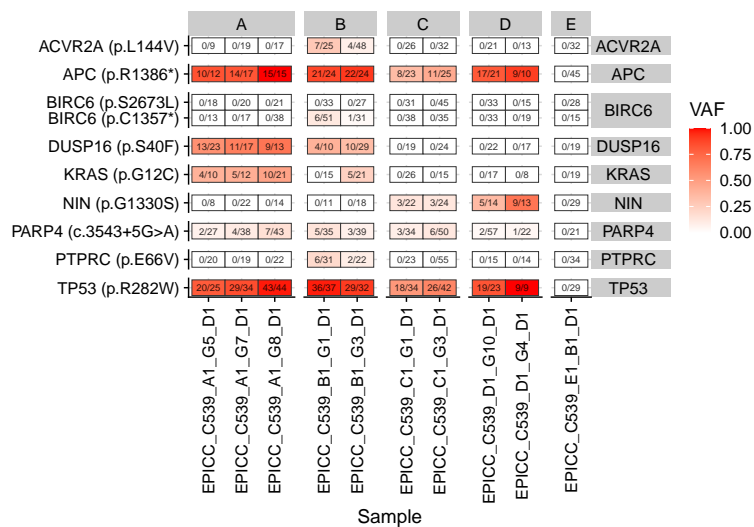 A B C D E
ACVR2A (p.L144V) 0/9 0/19 0/17 7/25 4/48 0/26 0/32 0/21 0/13 0/32 ACVR2A
APC (p.R1386*) 10/12 14/17 15/15 21/24 22/24 8/23 11/25 17/21 9/10 0/45 APC
BIRC6 (p.S2673L) 0/18 0/20 0/21 0/33 0/27 0/31 0/45 0/33 0/15 0/28
BIRC6
BIRC6 (p.C1357*) 0/13 0/17 0/38 6/51 1/31 0/38 0/35 0/33 0/16 0/15
DUSP16 (p.S40F) 13/23 11/17 9/13 4/10 10/29 0/19 0/24 0/22 0/17 0/19 DUSP16
KRAS (p.G12C) 4/10 5/12 10/21 0/15 5/21 0/26 0/15 0/17 0/8 0/19 KRAS
NIN (p.G1330S) 0/8 0/22 0/14 0/11 0/18 3/22 3/24 5/14 9/13 0/29 NIN
PARP4 (c.3543+5G>A) 2/27 4/38 7/43 5/35 3/39 3/34 6/50 2/57 1/22 0/21 PARP4
PTPRC (p.E66V) 0/20 0/19 0/22 6/31 2/22 0/23 0/55 0/15 0/14 0/34 PTPRC
TP53 (p.R282W) 20/25 29/34 43/44 36/37 29/32 18/34 26/42 19/23 9/9 0/29 TP53
EPICC_C539_A1_G5_D1
EPICC_C539_A1_G7_D1
EPICC_C539_A1_G8_D1
EPICC_C539_B1_G1_D1
EPICC_C539_B1_G3_D1
EPICC_C539_C1_G1_D1
EPICC_C539_C1_G3_D1
EPICC_C539_D1_G10_D1
EPICC_C539_D1_G4_D1
EPICC_C539_E1_B1_D1
Sample
VAF
1.00
0.75
0.50
0.25
0.00